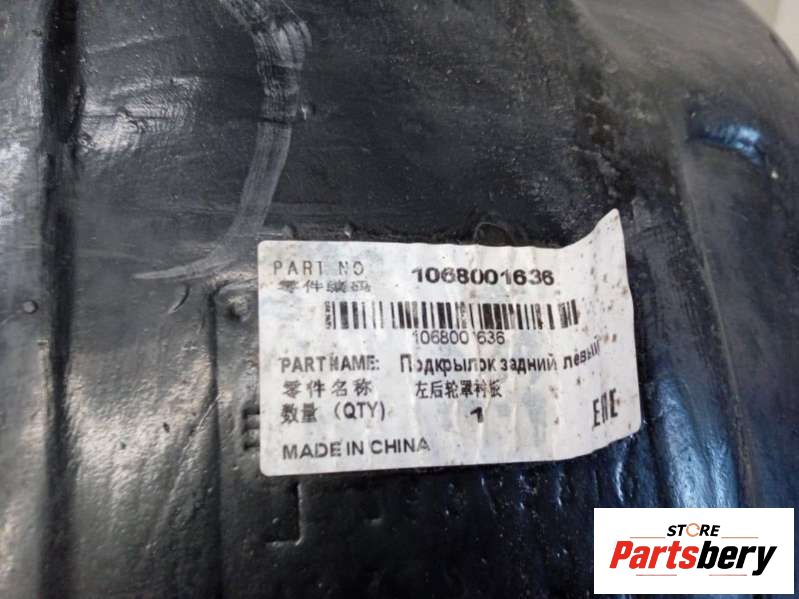 PART NO 1068001636
零件编码
1068001636
PARTNAME: Подкрылок задний левый
零件名称 左后轮罩衬板
数量 (QTY) 1
EAC
MADE IN CHINA
STORE
Partsbery